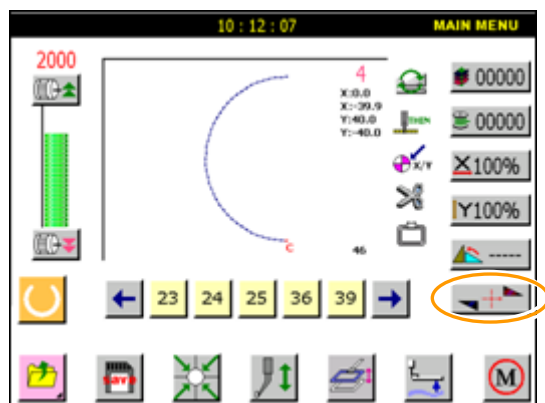 10 : 12 : 07
MAIN MENU
2000
4
X:0.0
X:-39.9
Y:40.0
Y:-40.0
THEN
X/Y
C
46
00000
00000
X100%
Y100%
-----
23 24 25 36 39
save
M